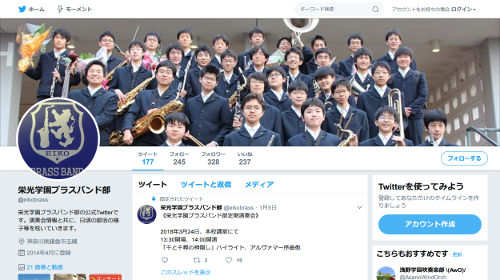 ホーム
モーメント
キーワード検索
アカウントをお持ちの場合 ログイン
EIKO
BRASS BAND
ツイート
177
フォロー
245
フォロワー
328
いいね
237
フォローする
栄光学園ブラスバンド部
@eikobrass
栄光学園ブラスバンド部の公式Twitterで
す。演奏会情報と共に、日頃の部活の様
子等を呟いていきます。
神奈川県鎌倉市玉縄
2014年4月に登録
21 画像と動画
ツイート
ツイートと返信
メディア
固定されたツイート
栄光学園ブラスバンド部 @eikobrass · 1月8日
《栄光学園ブラスバンド部定期演奏会》
2018年3月24日、本校講堂にて
13:30開場、14:00開演
「千と千尋の神隠し」ハイライト、アルヴァマー序曲他
3
16
このスレッドを表示
Twitterを使ってみよう
登録してあなただけのタイムラインを作
りましょう
アカウント作成
こちらもおすすめ · 更新
浅野学園吹奏楽部 \(AwO)/
@AsanoWindOrch